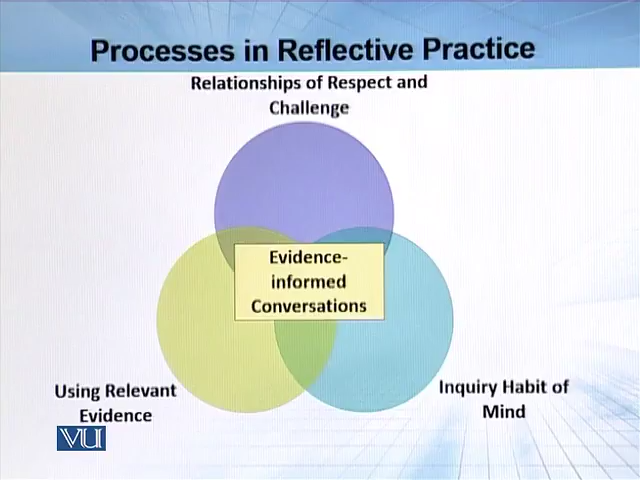 Processes in Reflective Practice
Relationships of Respect and
Challenge
Evidence-
informed
Conversations
Using Relevant
Evidence
Inquiry Habit of
Mind
VU